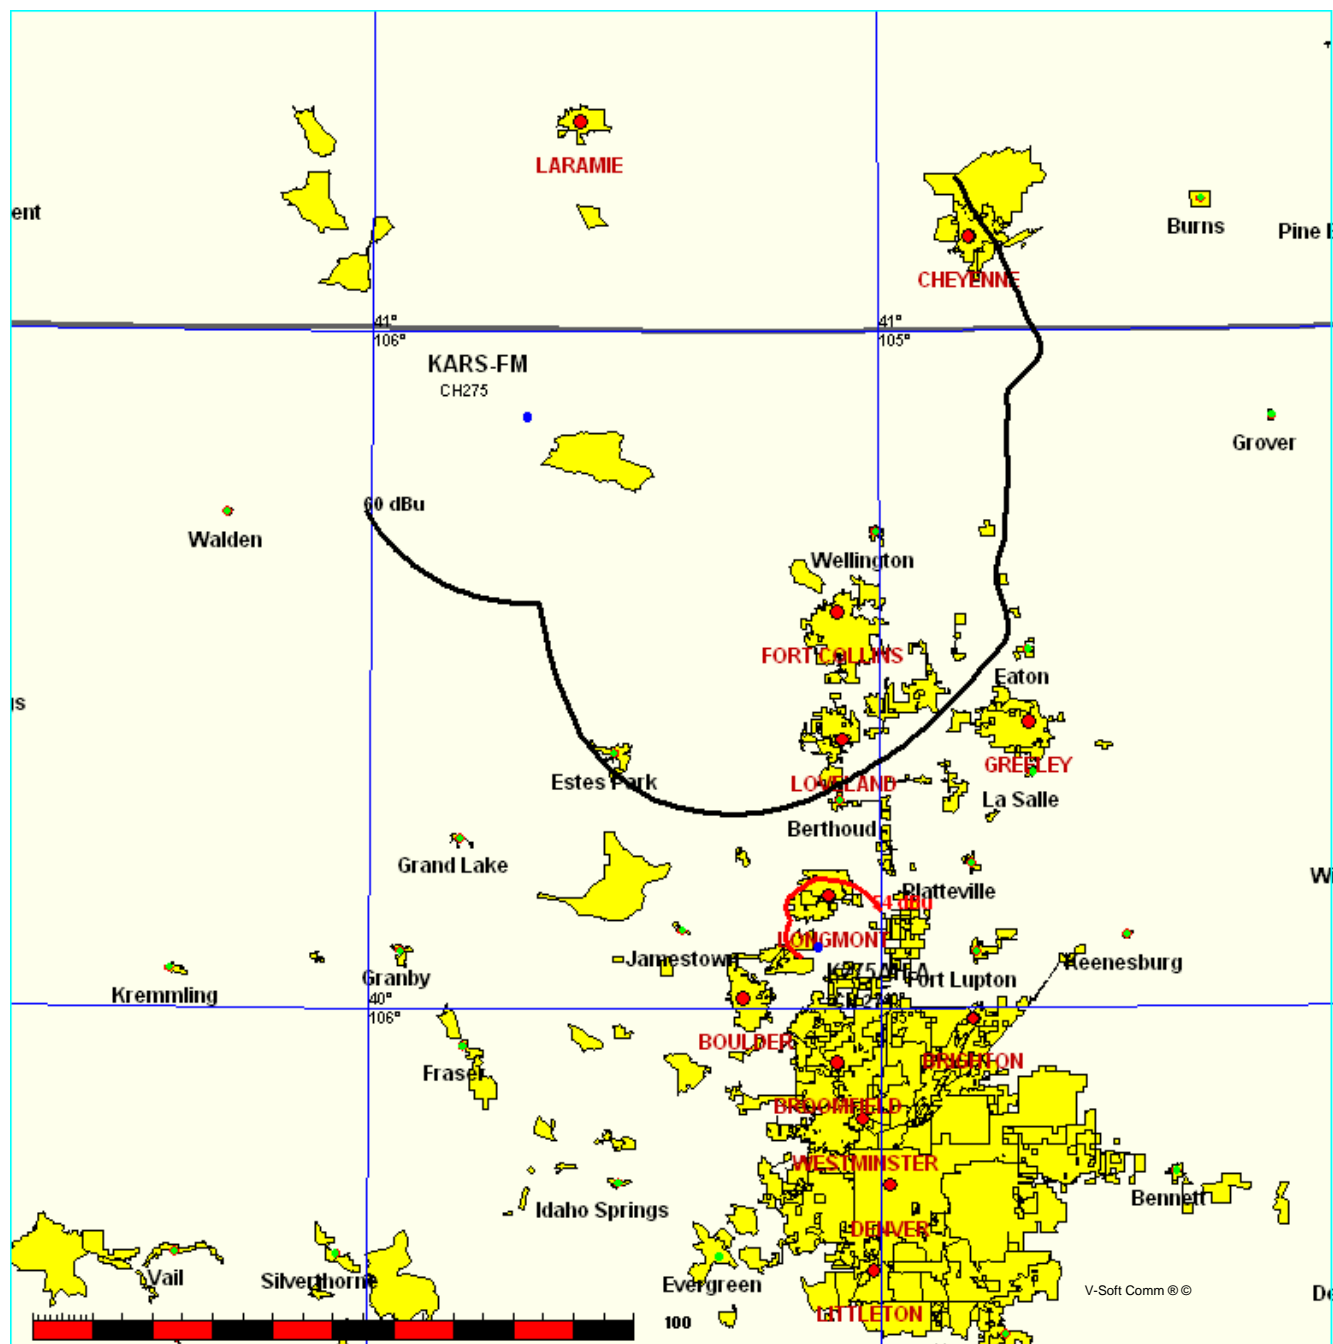 LARAMIE
ent
Burns
Pine
CHEYENNE
41°
106°
41°
105°
KARS-FM
CH275
Grover
60 dBu
Walden
Wellington
FORT COLLINS
Eaton
GREELEY
Estes Park
LOVELAND
La Salle
Berthoud
Grand Lake
Platteville
54 dBu
LONGMONT
Jamestown
Keenesburg
Granby
Fort Lupton
Kremmling
40°
106°
BOULDER
Fraser
BRIGHTON
BROOMFIELD
WESTMINSTER
Bennett
Idaho Springs
DENVER
Vail
Silverthorne
Evergreen
V-Soft Comm ® ©
LITTLETON
100